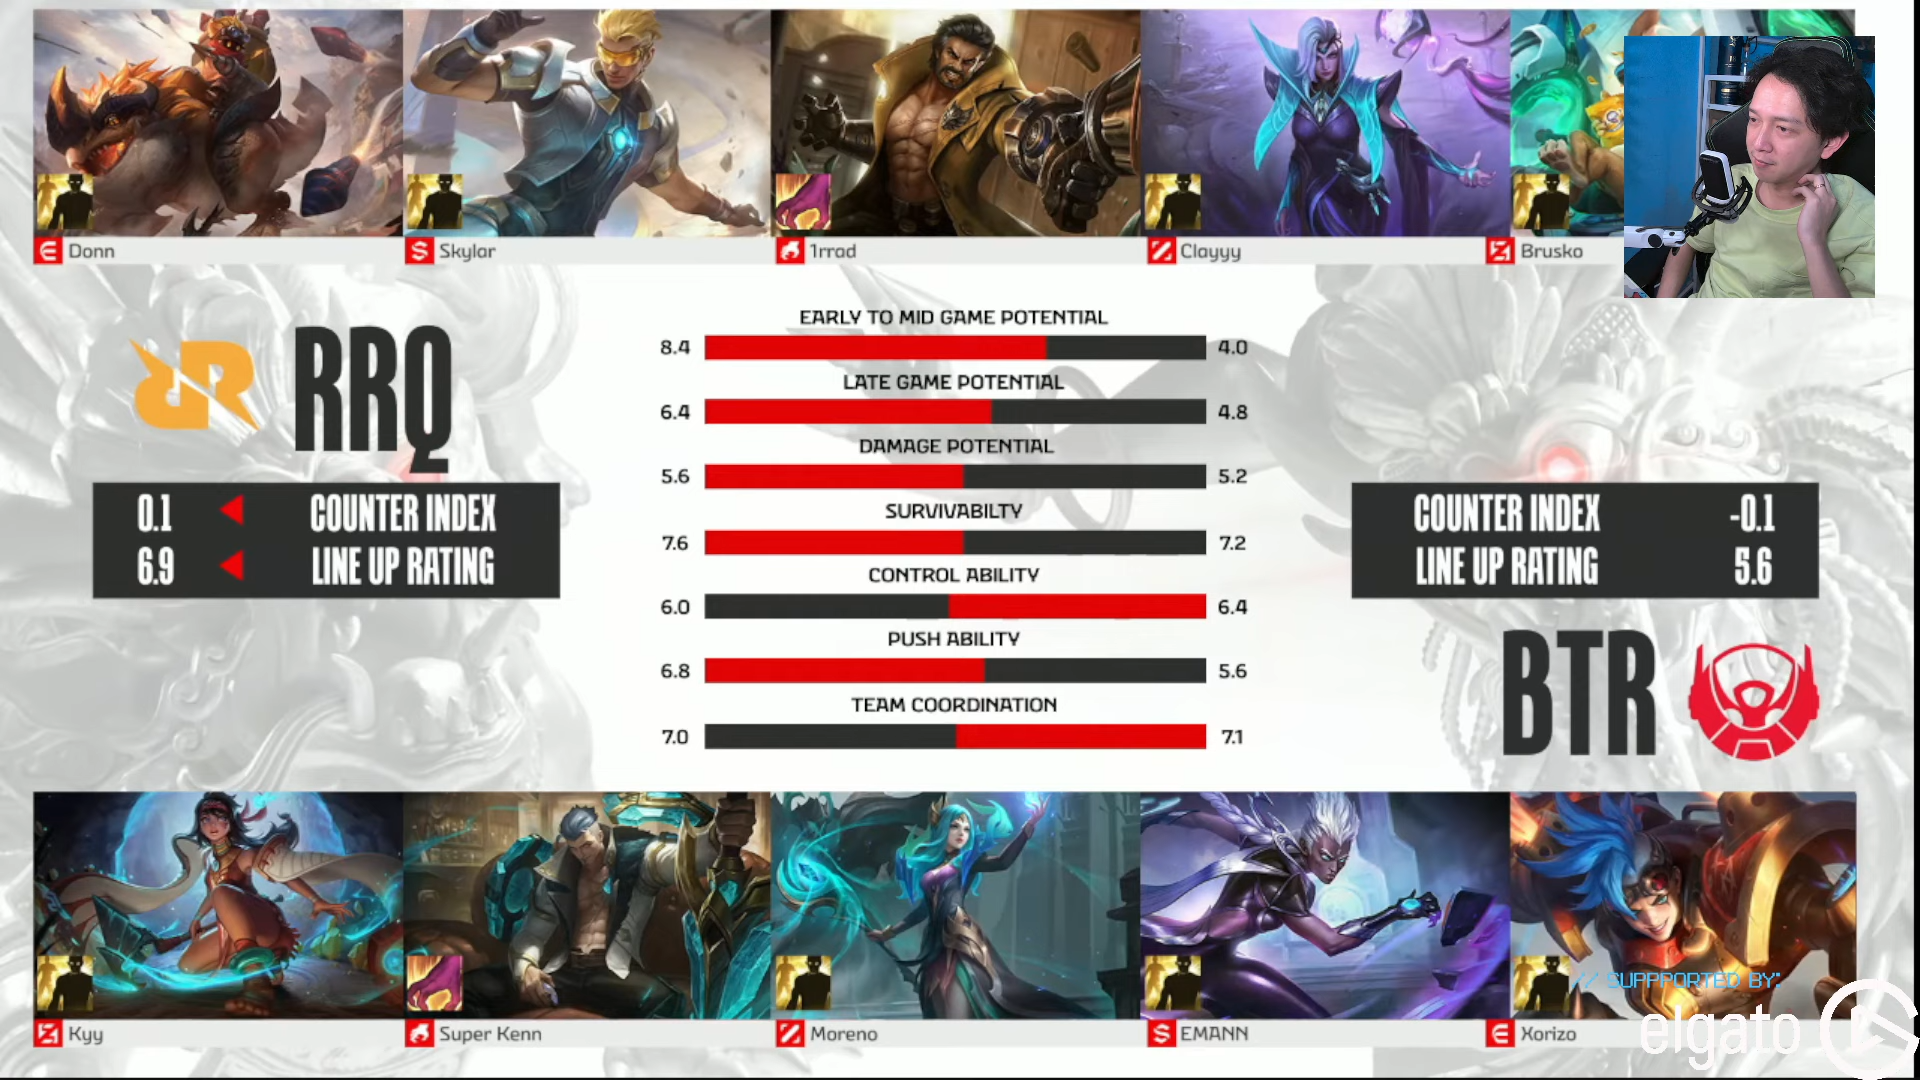 Donn
Skylar
1rrad
Clayyy
Brusko
RRQ
0.1 COUNTER INDEX
6.9 LINE UP RATING
EARLY TO MID GAME POTENTIAL
8.4 4.0
LATE GAME POTENTIAL
6.4 4.8
DAMAGE POTENTIAL
5.6 5.2
SURVIVABILTY
7.6 7.2
CONTROL ABILITY
6.0 6.4
PUSH ABILITY
6.8 5.6
TEAM COORDINATION
7.0 7.1
COUNTER INDEX -0.1
LINE UP RATING 5.6
BTR
Kyy
Super Kenn
Moreno
EMANN
Xorizo
// SUPPPORTED BY:
elgato